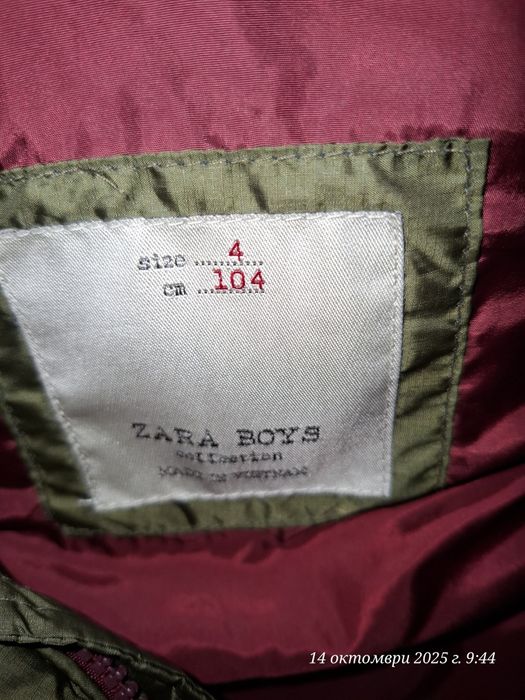 size ........ 4
cm ........ 104
ZARA BOYS
collection
MADE IN VIETNAM
14 октомври 2025 г. 9:44